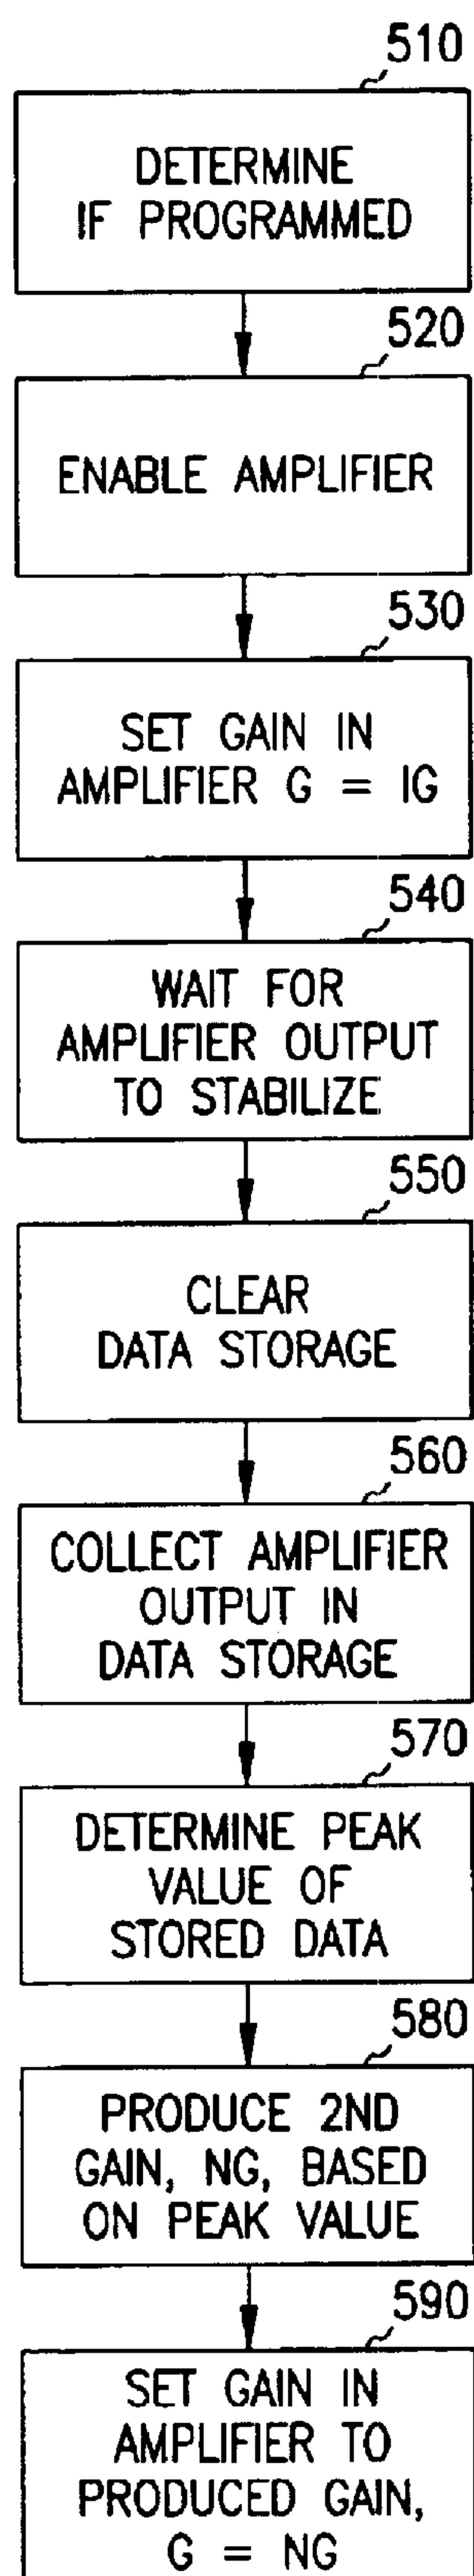 510
DETERMINE
IF PROGRAMMED
520
ENABLE AMPLIFIER
530
SET GAIN IN
AMPLIFIER G = IG
540
WAIT FOR
AMPLIFIER OUTPUT
TO STABILIZE
550
CLEAR
DATA STORAGE
560
COLLECT AMPLIFIER
OUTPUT IN
DATA STORAGE
570
DETERMINE PEAK
VALUE OF
STORED DATA
580
PRODUCE 2ND
GAIN, NG, BASED
ON PEAK VALUE
590
SET GAIN IN
AMPLIFIER TO
PRODUCED GAIN,
G = NG